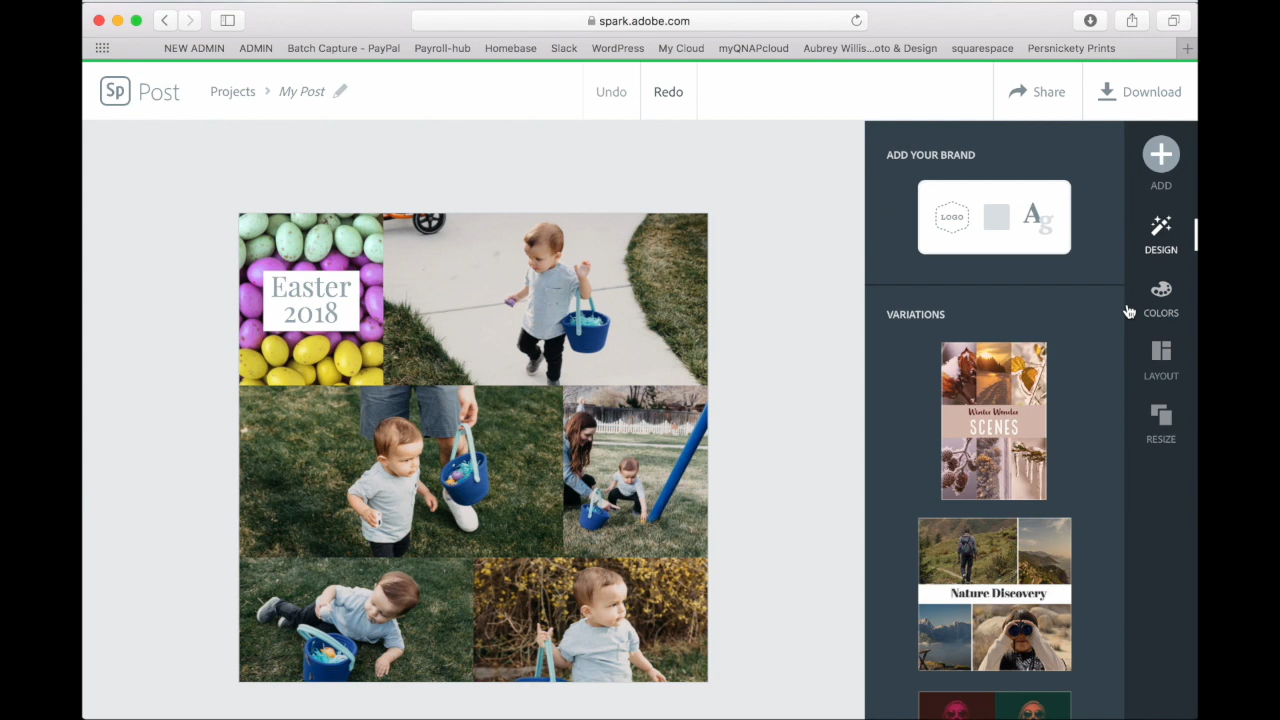 spark.adobe.com
NEW ADMIN ADMIN Batch Capture - PayPal Payroll-hub Homebase Slack WordPress My Cloud myQNAPcloud Aubrey Willis...oto & Design squarespace Persnickety Prints
Sp Post Projects > My Post Undo Redo Share Download
ADD YOUR BRAND
LOGO Ag
ADD
DESIGN
COLORS
LAYOUT
RESIZE
VARIATIONS
Winter Wonder
SCENES
Nature Discovery
Easter
2018